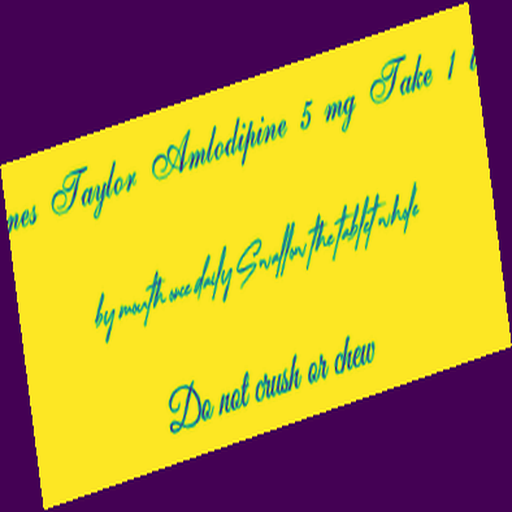 Taylor Amlodipine 5 mg Take 1
by mouth once daily Swallow the tablet whole
Do not crush or chew